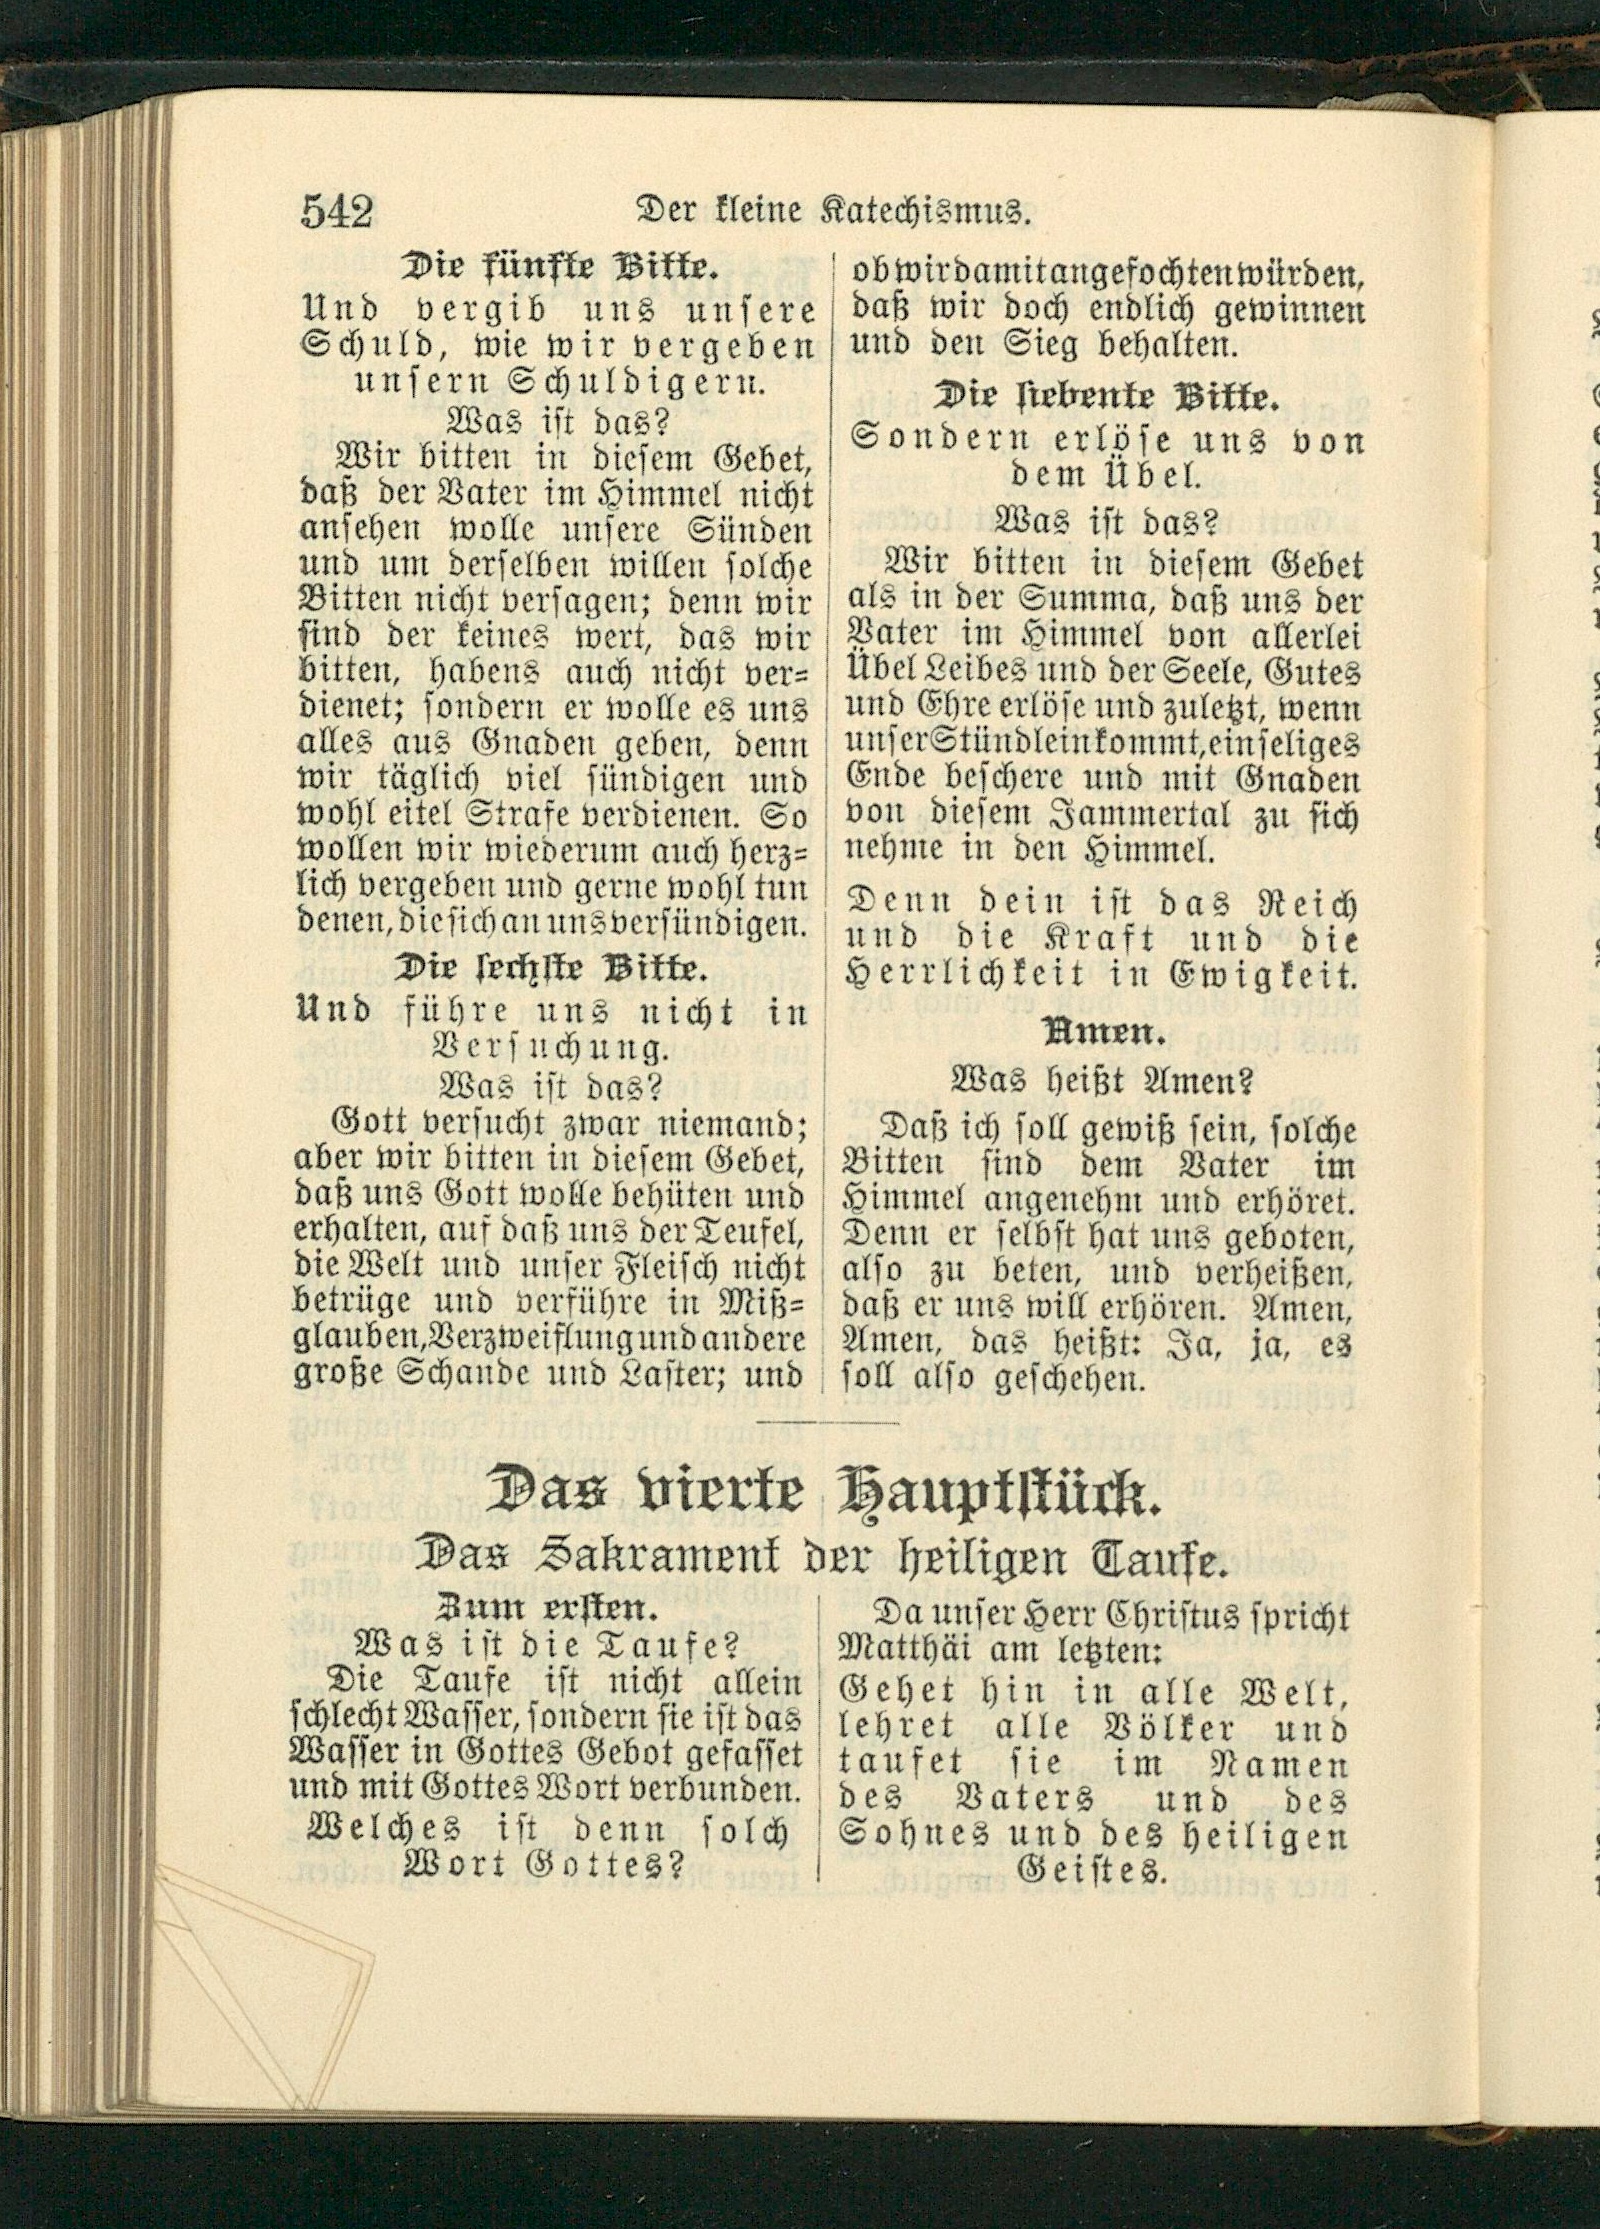 542
Der kleine Katechismus.
Die fünfte Bitte.
Und vergib uns unsere
Schuld, wie wir vergeben
unsern Schuldigern.
Was ist das?
Wir bitten in diesem Gebet,
daß der Vater im Himmel nicht
ansehen wolle unsere Sünden
und um derselben willen solche
Bitten nicht versagen; denn wir
sind der keines wert, das wir
bitten, habens auch nicht ver-
dienet; sondern er wolle es uns
alles aus Gnaden geben, denn
wir täglich viel sündigen und
wohl eitel Strafe verdienen. So
wollen wir wiederum auch herz-
lich vergeben und gerne wohl tun
denen, die sich an uns versündigen.
Die sechste Bitte.
Und führe uns nicht in
Versuchung.
Was ist das?
Gott versucht zwar niemand;
aber wir bitten in diesem Gebet,
daß uns Gott wolle behüten und
erhalten, auf daß uns der Teufel,
die Welt und unser Fleisch nicht
betrüge und verführe in Miß-
glauben, Verzweiflung und andere
große Schande und Laster; und
ob wir damit angefochten würden,
daß wir doch endlich gewinnen
und den Sieg behalten.
Die siebente Bitte.
Sondern erlöse uns von
dem Übel.
Was ist das?
Wir bitten in diesem Gebet
als in der Summa, daß uns der
Vater im Himmel von allerlei
Übel Leibes und der Seele, Gutes
und Ehre erlöse und zuletzt, wenn
unser Stündlein kommt, ein seliges
Ende beschere und mit Gnaden
von diesem Jammertal zu sich
nehme in den Himmel.
Denn dein ist das Reich
und die Kraft und die
Herrlichkeit in Ewigkeit.
Amen.
Was heißt Amen?
Daß ich soll gewiß sein, solche
Bitten sind dem Vater im
Himmel angenehm und erhöret.
Denn er selbst hat uns geboten,
also zu beten, und verheißen,
daß er uns will erhören. Amen,
Amen, das heißt: Ja, ja, es
soll also geschehen.
Das vierte Hauptstück.
Das Sakrament der heiligen Taufe.
Zum ersten.
Was ist die Taufe?
Die Taufe ist nicht allein
schlecht Wasser, sondern sie ist das
Wasser in Gottes Gebot gefasset
und mit Gottes Wort verbunden.
Welches ist denn solch
Wort Gottes?
Da unser Herr Christus spricht
Matthäi am letzten:
Gehet hin in alle Welt,
lehret alle Völker und
taufet sie im Namen
des Vaters und des
Sohnes und des heiligen
Geistes.